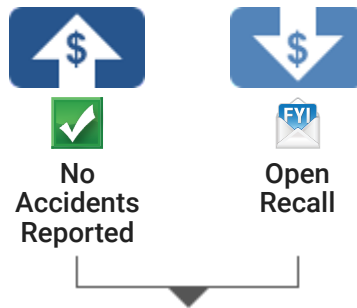 $
$
FYI
No
Accidents
Reported
Open
Recall